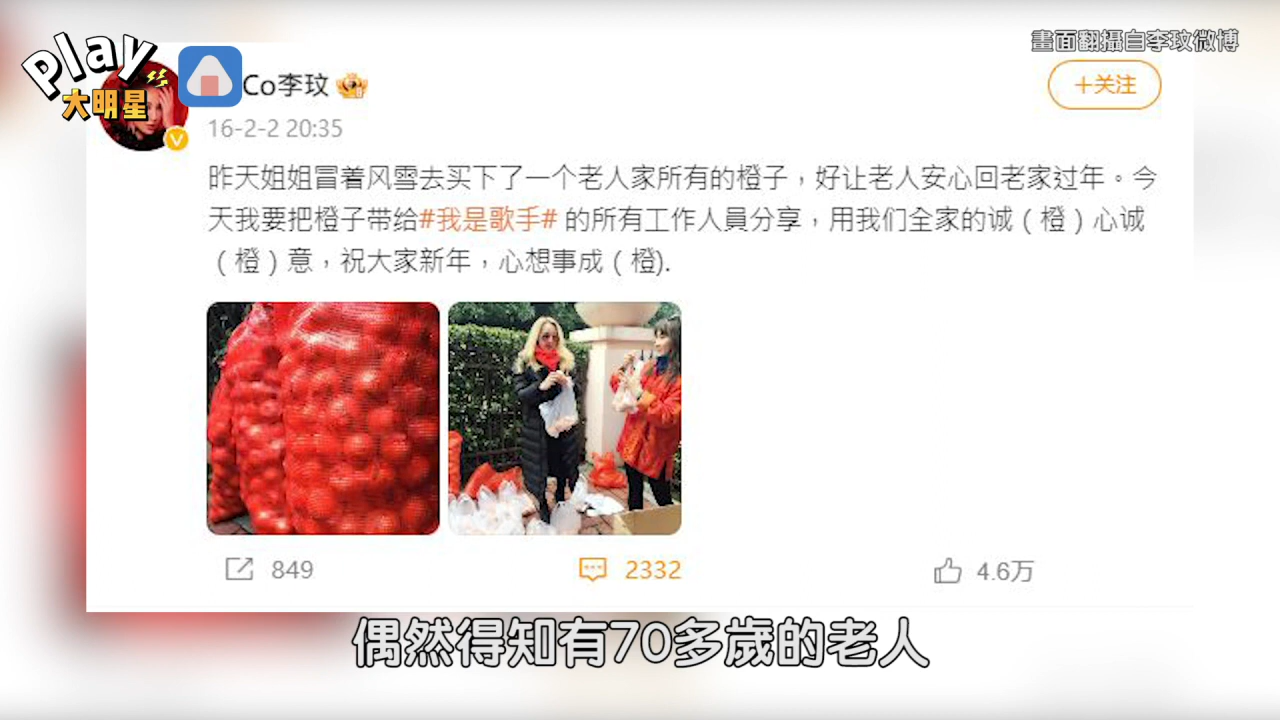 Play
大明星
畫面翻攝自李玟微博
Co李玟
+关注
16-2-2 20:35
昨天姐姐冒着风雪去买下了一个老人家所有的橙子，好让老人安心回老家过年。今
天我要把橙子带给#我是歌手# 的所有工作人員分享，用我们全家的诚（橙）心诚
（橙）意，祝大家新年，心想事成（橙).
849
2332
4.6万
偶然得知有70多歲的老人